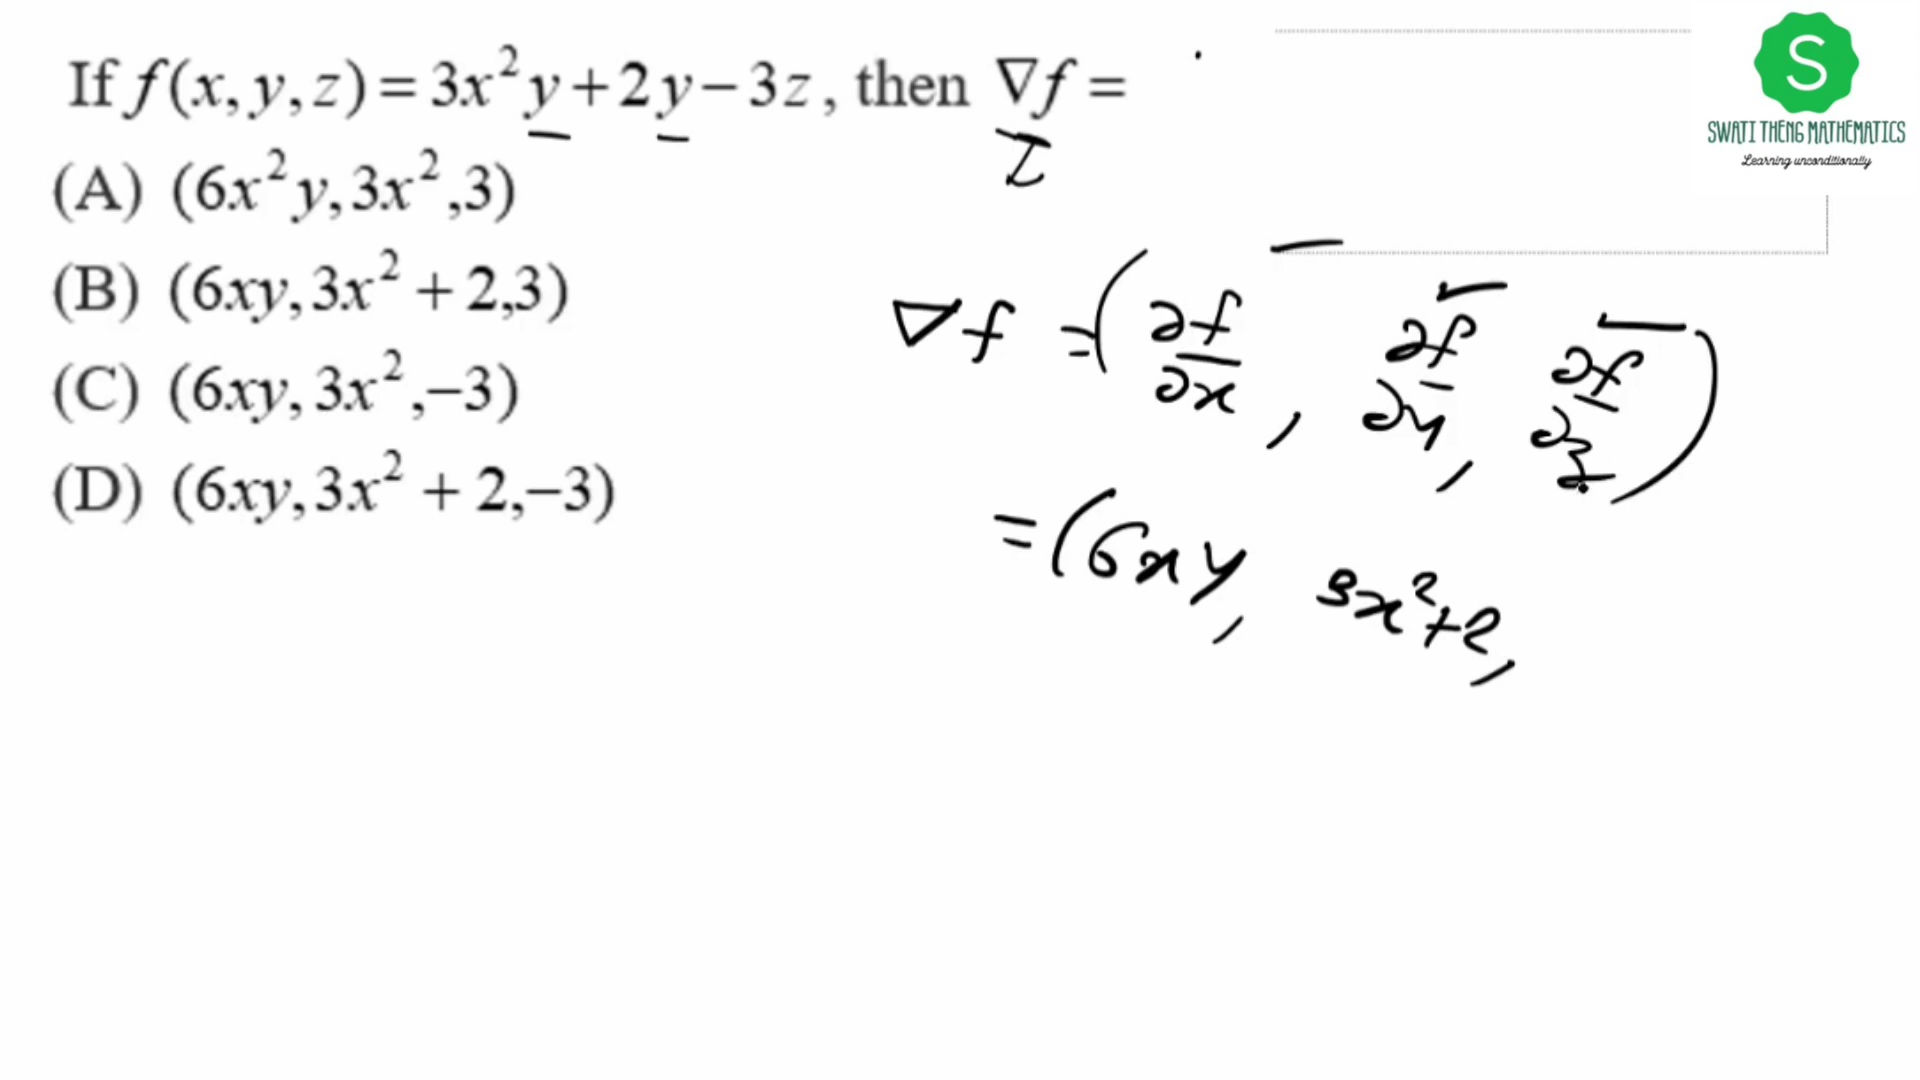 If f(x, y, z) = 3x²y + 2y − 3z, then ∇f =
(A) (6x²y, 3x², 3)
(B) (6xy, 3x² + 2, 3)
(C) (6xy, 3x², −3)
(D) (6xy, 3x² + 2, −3)
∇f = (∂f/∂x, ∂f/∂y, ∂f/∂z)
= (6xy, 3x²+2,
S
SWATI THENG MATHEMATICS
Learning unconditionally